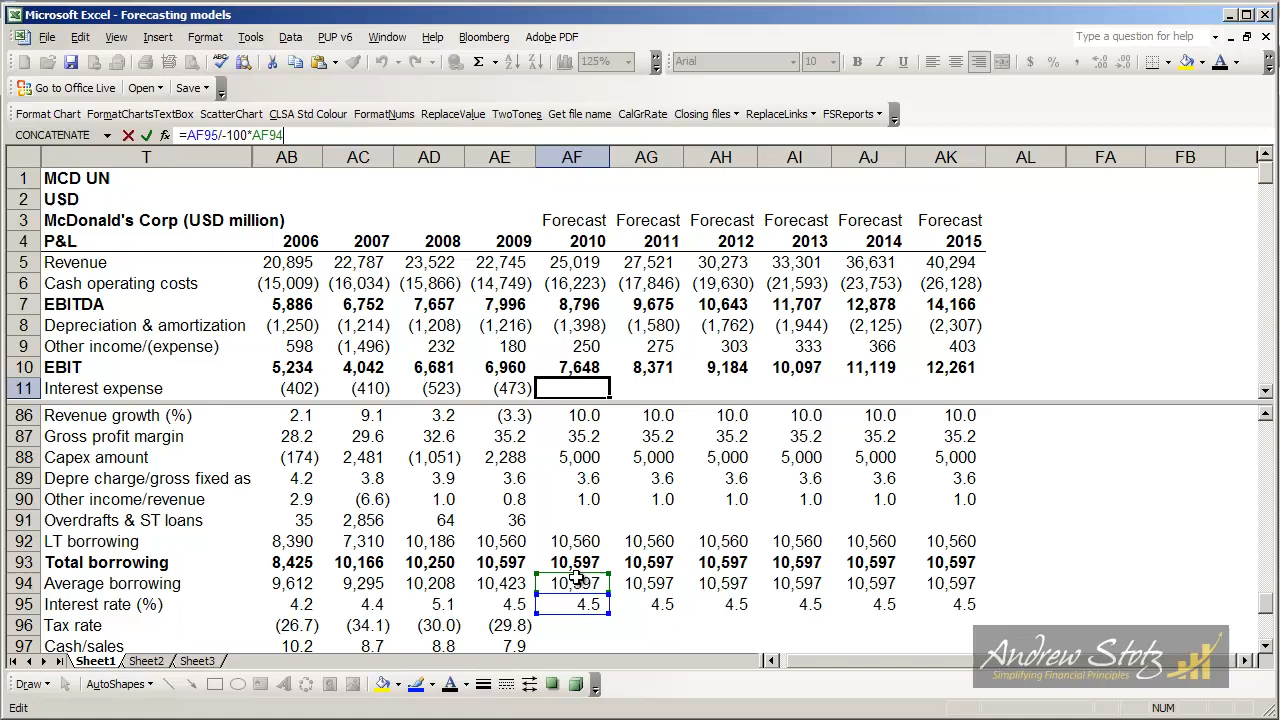 Microsoft Excel - Forecasting models
File Edit View Insert Format Tools Data PUP v6 Window Help Bloomberg Adobe PDF Type a question for help
125% Arial 10 B I U $ %
Go to Office Live Open Save
Format Chart FormatChartsTextBox ScatterChart CLSA Std Colour FormatNums ReplaceValue TwoTones Get file name CalGrRate Closing files ReplaceLinks FSReports
CONCATENATE fx =AF95/-100*AF94
T AB AC AD AE AF AG AH AI AJ AK AL FA FB
1 MCD UN
2 USD
3 McDonald's Corp (USD million) Forecast Forecast Forecast Forecast Forecast Forecast
4 P&L 2006 2007 2008 2009 2010 2011 2012 2013 2014 2015
5 Revenue 20,895 22,787 23,522 22,745 25,019 27,521 30,273 33,301 36,631 40,294
6 Cash operating costs (15,009) (16,034) (15,866) (14,749) (16,223) (17,846) (19,630) (21,593) (23,753) (26,128)
7 EBITDA 5,886 6,752 7,657 7,996 8,796 9,675 10,643 11,707 12,878 14,166
8 Depreciation & amortization (1,250) (1,214) (1,208) (1,216) (1,398) (1,580) (1,762) (1,944) (2,125) (2,307)
9 Other income/(expense) 598 (1,496) 232 180 250 275 303 333 366 403
10 EBIT 5,234 4,042 6,681 6,960 7,648 8,371 9,184 10,097 11,119 12,261
11 Interest expense (402) (410) (523) (473)
86 Revenue growth (%) 2.1 9.1 3.2 (3.3) 10.0 10.0 10.0 10.0 10.0 10.0
87 Gross profit margin 28.2 29.6 32.6 35.2 35.2 35.2 35.2 35.2 35.2 35.2
88 Capex amount (174) 2,481 (1,051) 2,288 5,000 5,000 5,000 5,000 5,000 5,000
89 Depre charge/gross fixed as 4.2 3.8 3.9 3.6 3.6 3.6 3.6 3.6 3.6 3.6
90 Other income/revenue 2.9 (6.6) 1.0 0.8 1.0 1.0 1.0 1.0 1.0 1.0
91 Overdrafts & ST loans 35 2,856 64 36
92 LT borrowing 8,390 7,310 10,186 10,560 10,560 10,560 10,560 10,560 10,560 10,560
93 Total borrowing 8,425 10,166 10,250 10,597 10,597 10,597 10,597 10,597 10,597 10,597
94 Average borrowing 9,612 9,295 10,208 10,423 10,597 10,597 10,597 10,597 10,597 10,597
95 Interest rate (%) 4.2 4.4 5.1 4.5 4.5 4.5 4.5 4.5 4.5 4.5
96 Tax rate (26.7) (34.1) (30.0) (29.8)
97 Cash/sales 10.2 8.7 8.8 7.9
Andrew Stotz
Simplifying Financial Principles
Sheet1 Sheet2 Sheet3
Draw AutoShapes
Edit NUM